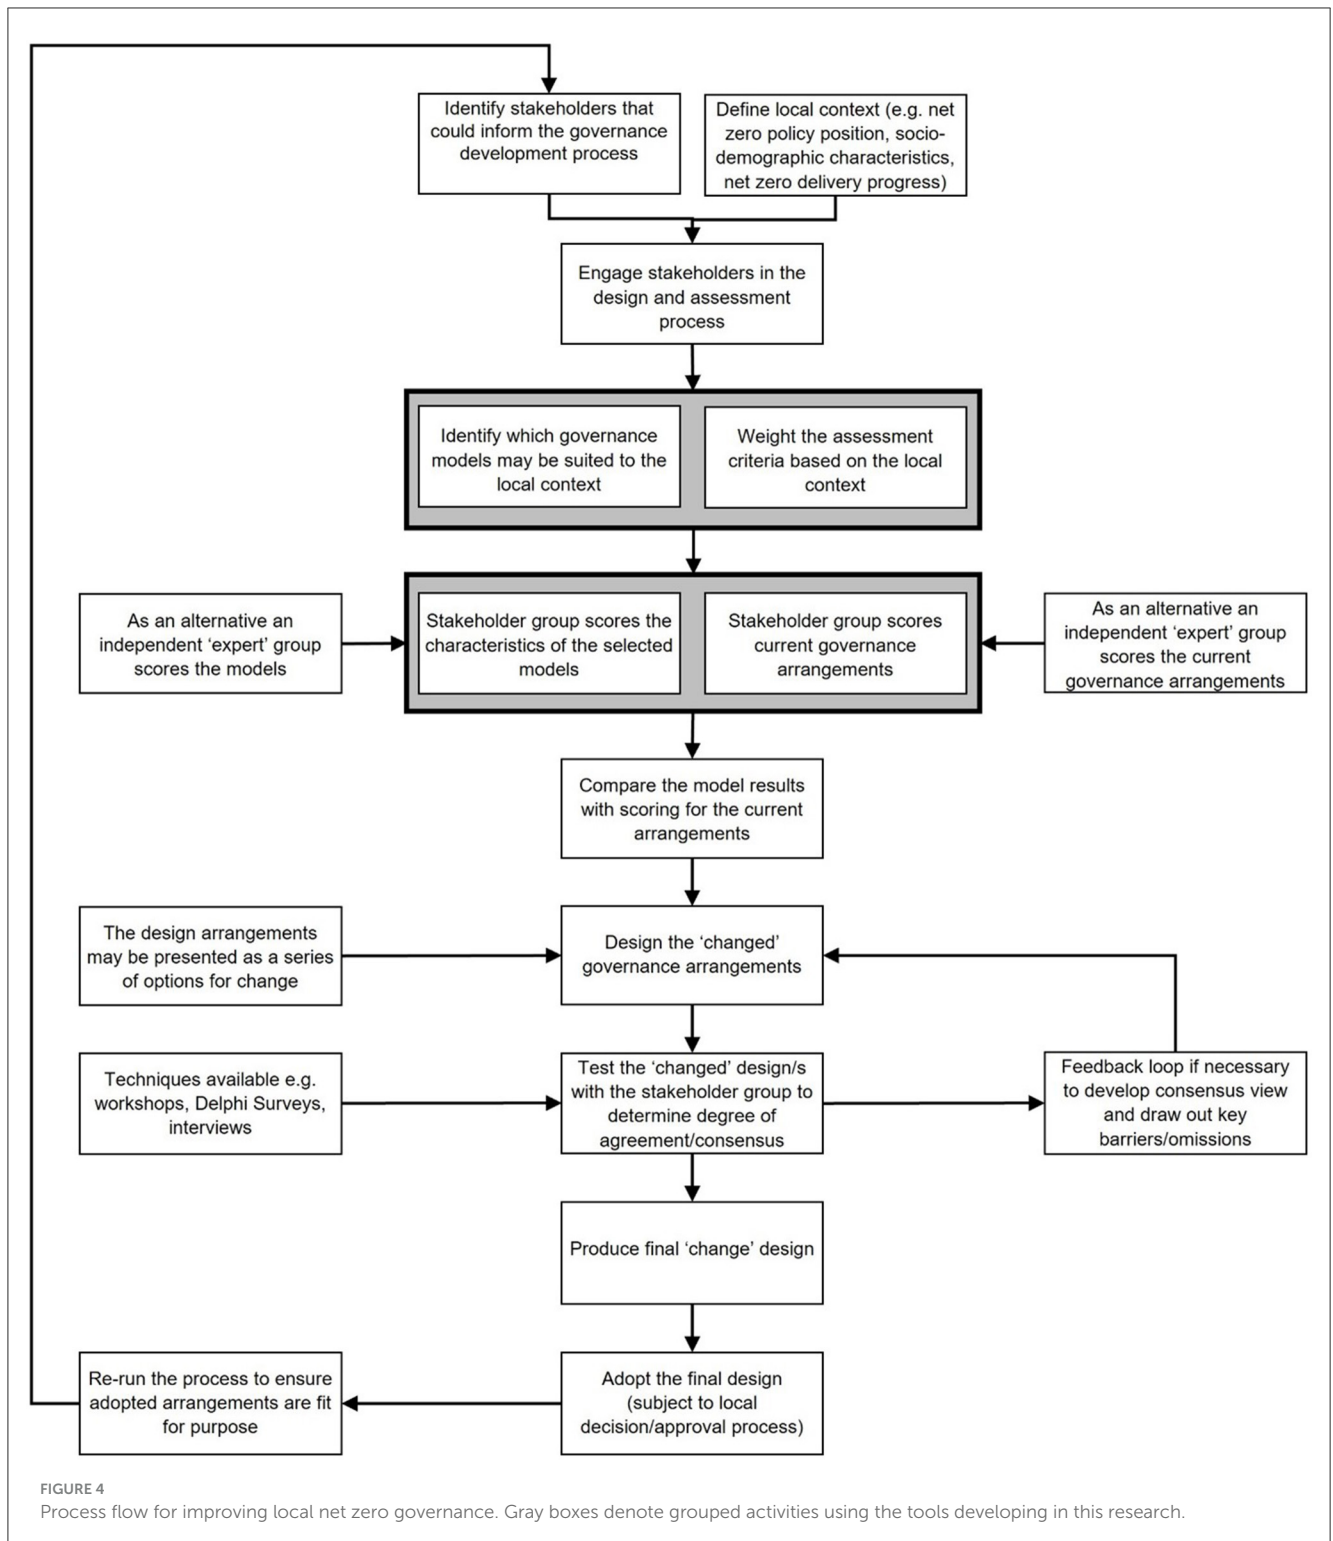 Identify stakeholders that
could inform the governance
development process
Define local context (e.g. net
zero policy position, socio-
demographic characteristics,
net zero delivery progress)
Engage stakeholders in the
design and assessment
process
Identify which governance
models may be suited to the
local context
Weight the assessment
criteria based on the local
context
As an alternative an
independent ‘expert’ group
scores the models
Stakeholder group scores the
characteristics of the selected
models
Stakeholder group scores
current governance
arrangements
As an alternative an
independent ‘expert’ group
scores the current
governance arrangements
Compare the model results
with scoring for the current
arrangements
The design arrangements
may be presented as a series
of options for change
Design the ‘changed’
governance arrangements
Techniques available e.g.
workshops, Delphi Surveys,
interviews
Test the ‘changed’ design/s
with the stakeholder group to
determine degree of
agreement/consensus
Feedback loop if necessary
to develop consensus view
and draw out key
barriers/omissions
Produce final ‘change’ design
Re-run the process to ensure
adopted arrangements are fit
for purpose
Adopt the final design
(subject to local
decision/approval process)
FIGURE 4
Process flow for improving local net zero governance. Gray boxes denote grouped activities using the tools developing in this research.